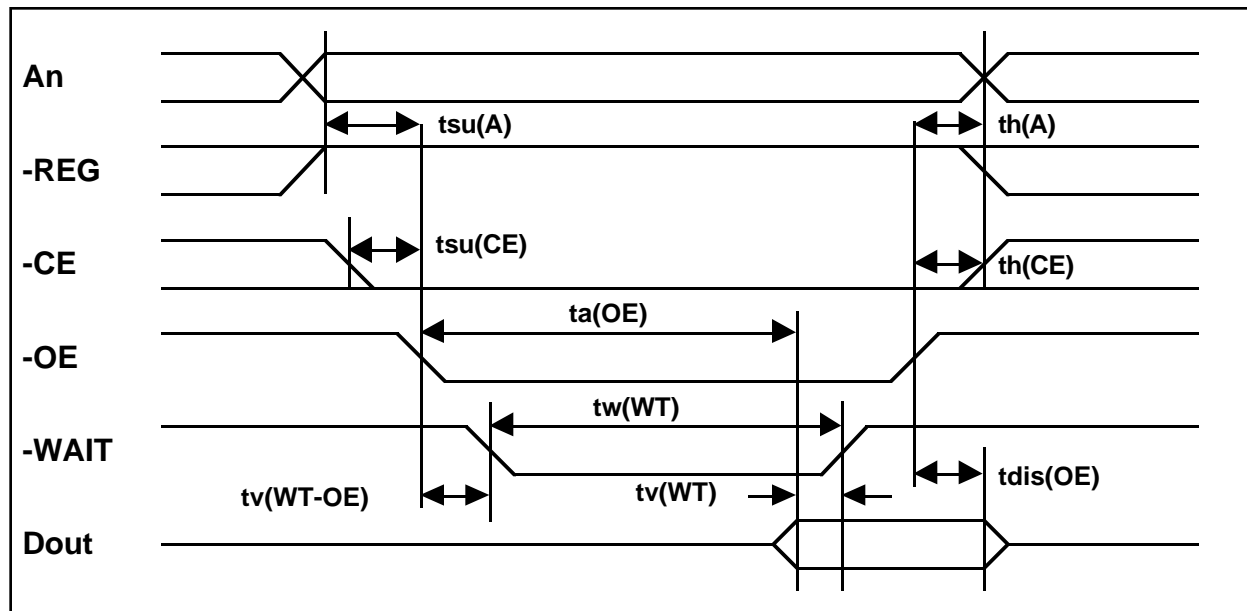 An
tsu(A)
th(A)
-REG
tsu(CE)
-CE
th(CE)
ta(OE)
-OE
tw(WT)
-WAIT
tdis(OE)
tv(WT-OE)
tv(WT)
Dout